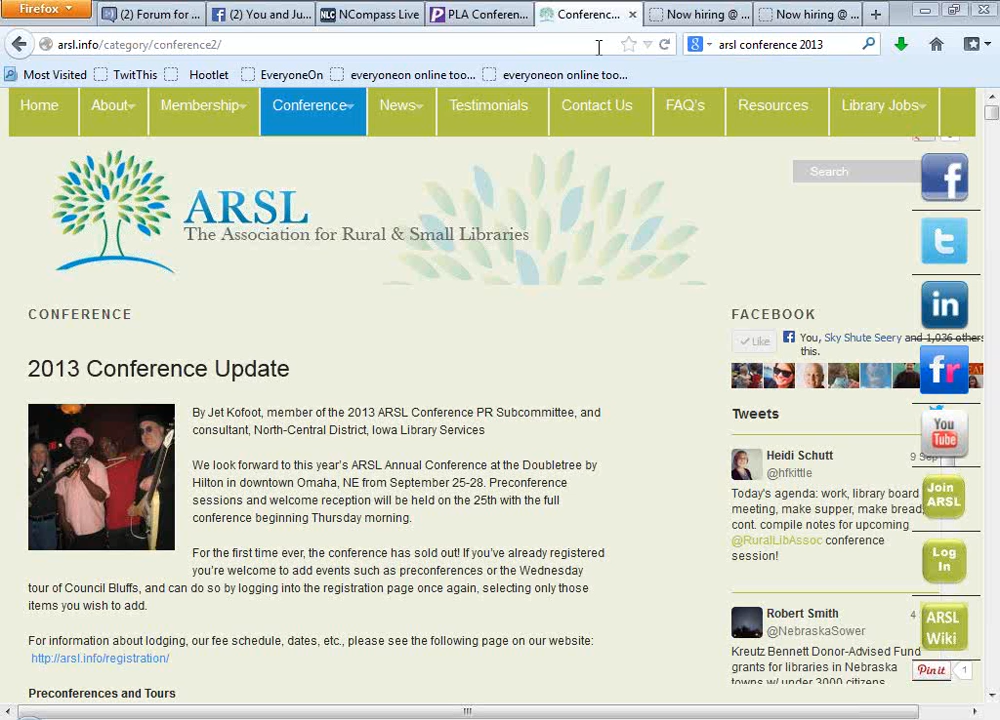 Firefox
(2) Forum for ...
(2) You and Ju...
NLC NCompass Live
PLA Conferen...
Conferenc...
Now hiring @ ...
Now hiring @ ...
arsl.info/category/conference2/
arsl conference 2013
Most Visited
TwitThis
Hootlet
EveryoneOn
everyoneon online too...
everyoneon online too...
Home
About
Membership
Conference
News
Testimonials
Contact Us
FAQ's
Resources
Library Jobs
Search
ARSL
The Association for Rural & Small Libraries
CONFERENCE
2013 Conference Update
By Jet Kofoot, member of the 2013 ARSL Conference PR Subcommittee, and
consultant, North-Central District, Iowa Library Services
We look forward to this year's ARSL Annual Conference at the Doubletree by
Hilton in downtown Omaha, NE from September 25-28. Preconference
sessions and welcome reception will be held on the 25th with the full
conference beginning Thursday morning.
For the first time ever, the conference has sold out! If you've already registered
you're welcome to add events such as preconferences or the Wednesday
tour of Council Bluffs, and can do so by logging into the registration page once again, selecting only those
items you wish to add.
For information about lodging, our fee schedule, dates, etc., please see the following page on our website:
http://arsl.info/registration/
Preconferences and Tours
FACEBOOK
Like
You, Sky Shute Seery and 1,036 others
this.
Tweets
Heidi Schutt
9 Sep
@hfkittle
Today's agenda: work, library board
meeting, make supper, make bread,
cont. compile notes for upcoming
@RuralLibAssoc conference
session!
Robert Smith
4
@NebraskaSower
Kreutz Bennett Donor-Advised Fund
grants for libraries in Nebraska
towns w/ under 3000 citizens
f
t
in
fr
You
Tube
Join
ARSL
Log
In
ARSL
Wiki
Pin it
1